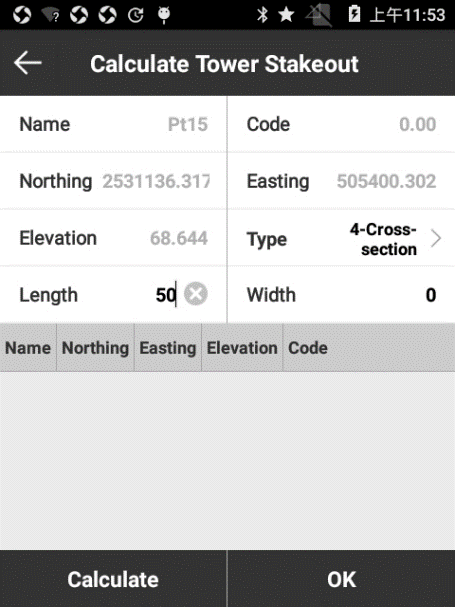 上午11:53
Calculate Tower Stakeout
Name Pt15 Code 0.00
Northing 2531136.317 Easting 505400.302
Elevation 68.644 Type 4-Cross-
section
Length 50 Width 0
Name Northing Easting Elevation Code
Calculate OK